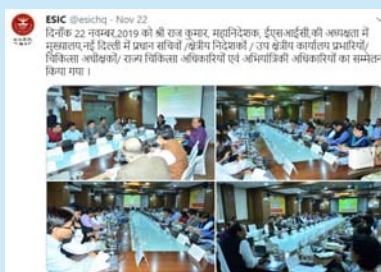 ESIC @esichq · Nov 22
दिनाँक 22 नवम्बर,2019 को श्री राज कुमार, महानिदेशक, ईएसआईसी,की अध्यक्षता में
मुख्यालय,नई दिल्ली में प्रधान सचिवों /क्षेत्रीय निदेशकों / उप क्षेत्रीय कार्यालय प्रभारियों/
चिकित्सा अधीक्षकों/ राज्य चिकित्सा अधिकारियों एवं अभियांत्रिकी अधिकारियों का सम्मेलन
किया गया ।